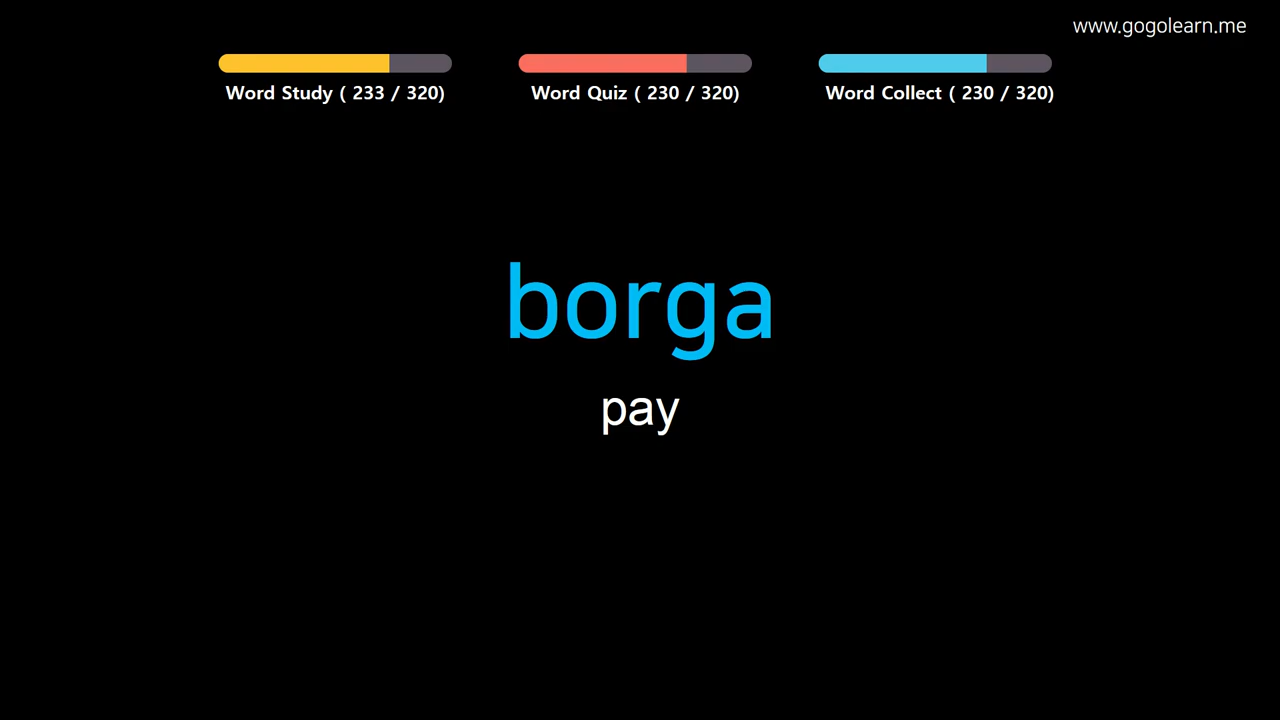 www.gogolearn.me
Word Study ( 233 / 320)
Word Quiz ( 230 / 320)
Word Collect ( 230 / 320)
borga
pay